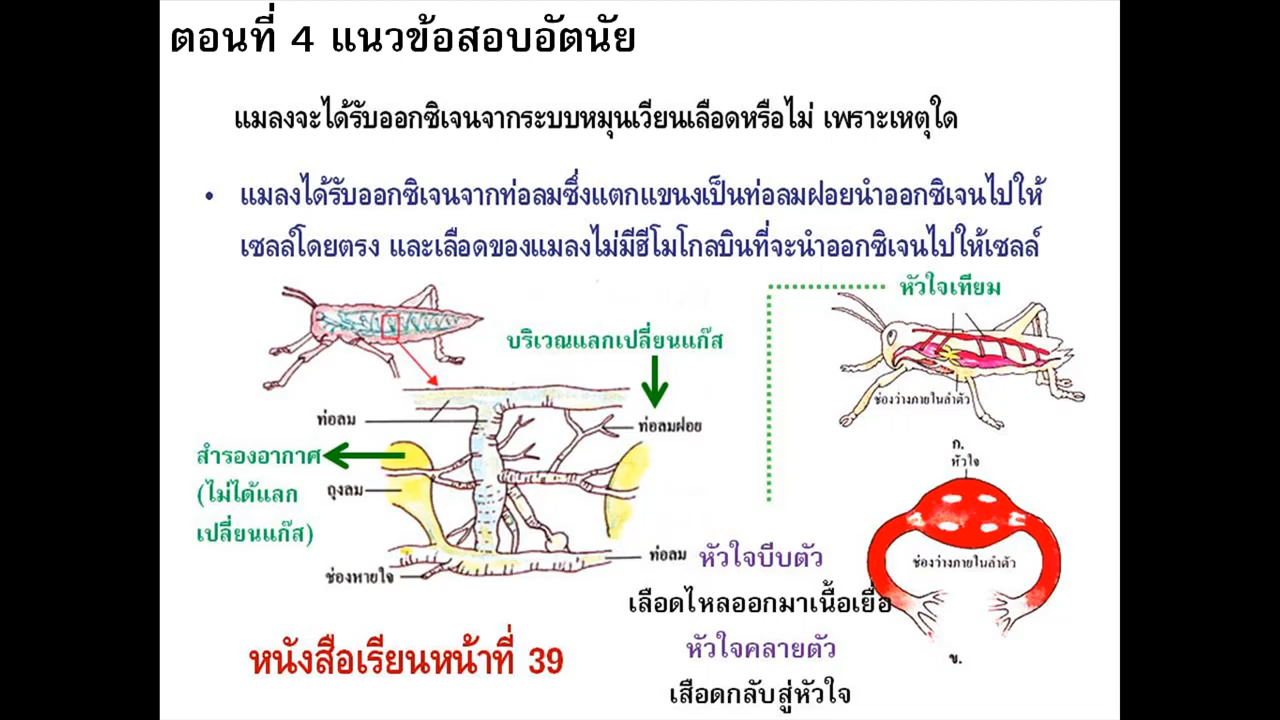 ตอนที่ 4 แนวข้อสอบอัตนัย
แมลงจะได้รับออกซิเจนจากระบบหมุนเวียนเลือดหรือไม่ เพราะเหตุใด
• แมลงได้รับออกซิเจนจากท่อลมซึ่งแตกแขนงเป็นท่อลมฝอยนำออกซิเจนไปให้
เซลล์โดยตรง และเลือดของแมลงไม่มีฮีโมโกลบินที่จะนำออกซิเจนไปให้เซลล์
หัวใจเทียม
บริเวณแลกเปลี่ยนแก๊ส
ช่องว่างภายในลำตัว
ท่อลม
ท่อลมฝอย
สำรองอากาศ
(ไม่ได้แลก
เปลี่ยนแก๊ส)
ถุงลม
ก.
หัวใจ
ท่อลม
ช่องหายใจ
ช่องว่างภายในลำตัว
หัวใจบีบตัว
เลือดไหลออกมาเนื้อเยื่อ
หัวใจคลายตัว
เสือดกลับสู่หัวใจ
ข.
หนังสือเรียนหน้าที่ 39